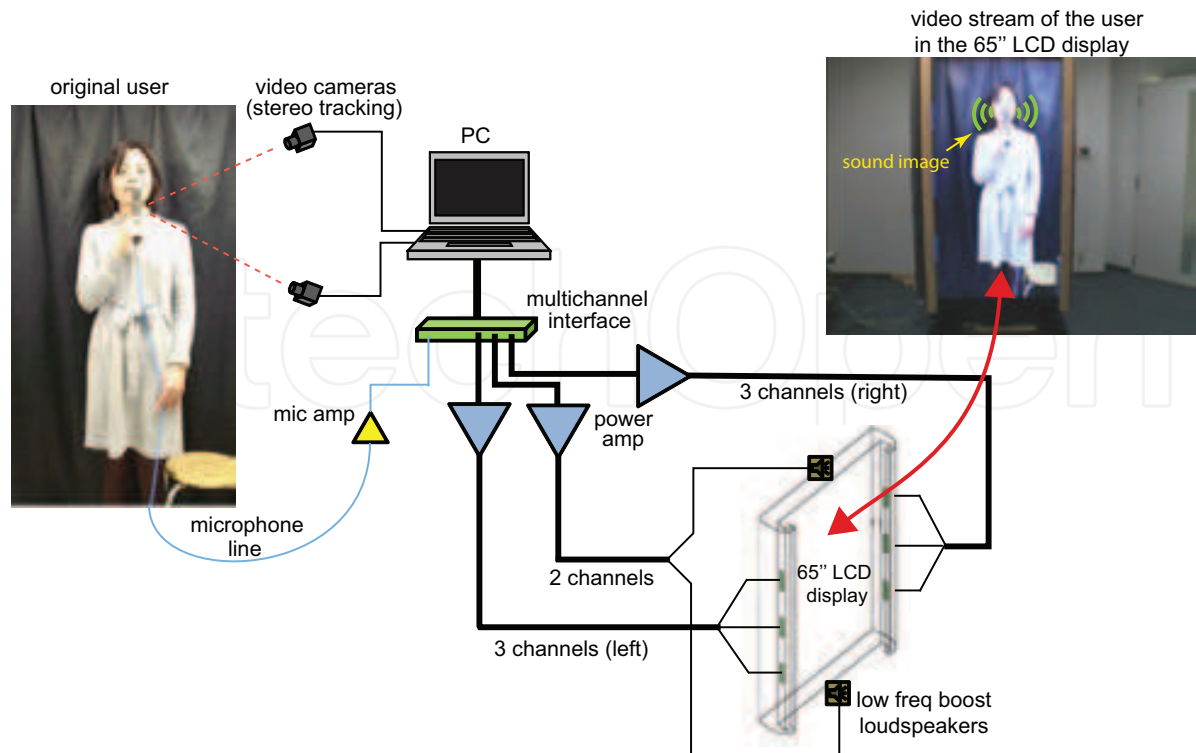 video stream of the user
in the 65’’ LCD display
original user
video cameras
(stereo tracking)
PC
sound image
multichannel
interface
mic amp
power
amp
3 channels (right)
microphone
line
2 channels
65’’ LCD
display
3 channels (left)
low freq boost
loudspeakers
techOpen